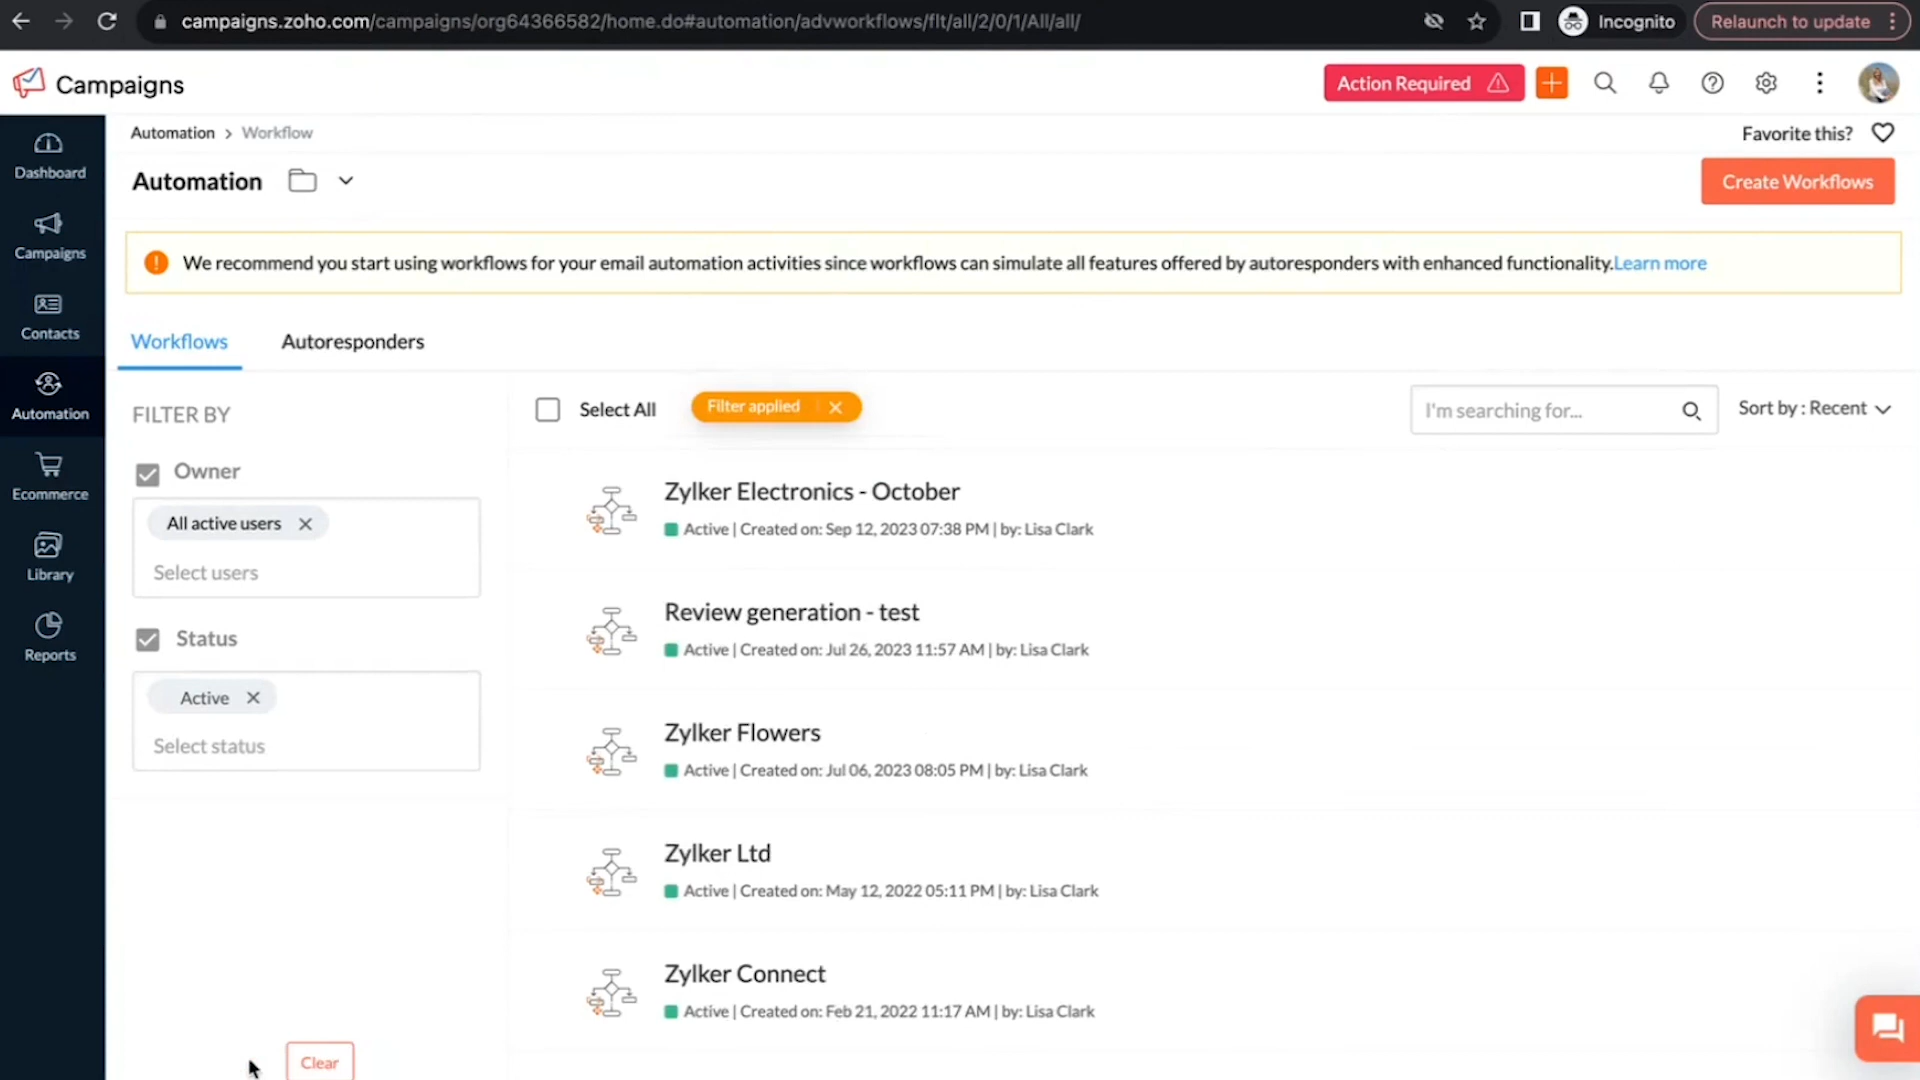 campaigns.zoho.com/campaigns/org64366582/home.do#automation/advworkflows/flt/all/2/0/1/All/all/
Incognito
Relaunch to update
Campaigns
Action Required
Dashboard
Campaigns
Contacts
Automation
Ecommerce
Library
Reports
Automation > Workflow
Favorite this?
Automation
Create Workflows
We recommend you start using workflows for your email automation activities since workflows can simulate all features offered by autoresponders with enhanced functionality.Learn more
Workflows
Autoresponders
FILTER BY
Owner
All active users
Select users
Status
Active
Select status
Clear
Select All
Filter applied
I'm searching for...
Sort by : Recent
Zylker Electronics - October
Active | Created on: Sep 12, 2023 07:38 PM | by: Lisa Clark
Review generation - test
Active | Created on: Jul 26, 2023 11:57 AM | by: Lisa Clark
Zylker Flowers
Active | Created on: Jul 06, 2023 08:05 PM | by: Lisa Clark
Zylker Ltd
Active | Created on: May 12, 2022 05:11 PM | by: Lisa Clark
Zylker Connect
Active | Created on: Feb 21, 2022 11:17 AM | by: Lisa Clark